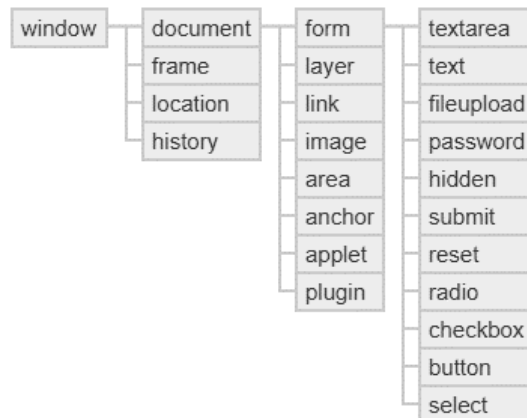 window document form textarea
frame layer text
location link fileupload
history image password
area hidden
anchor submit
applet reset
plugin radio
checkbox
button
select